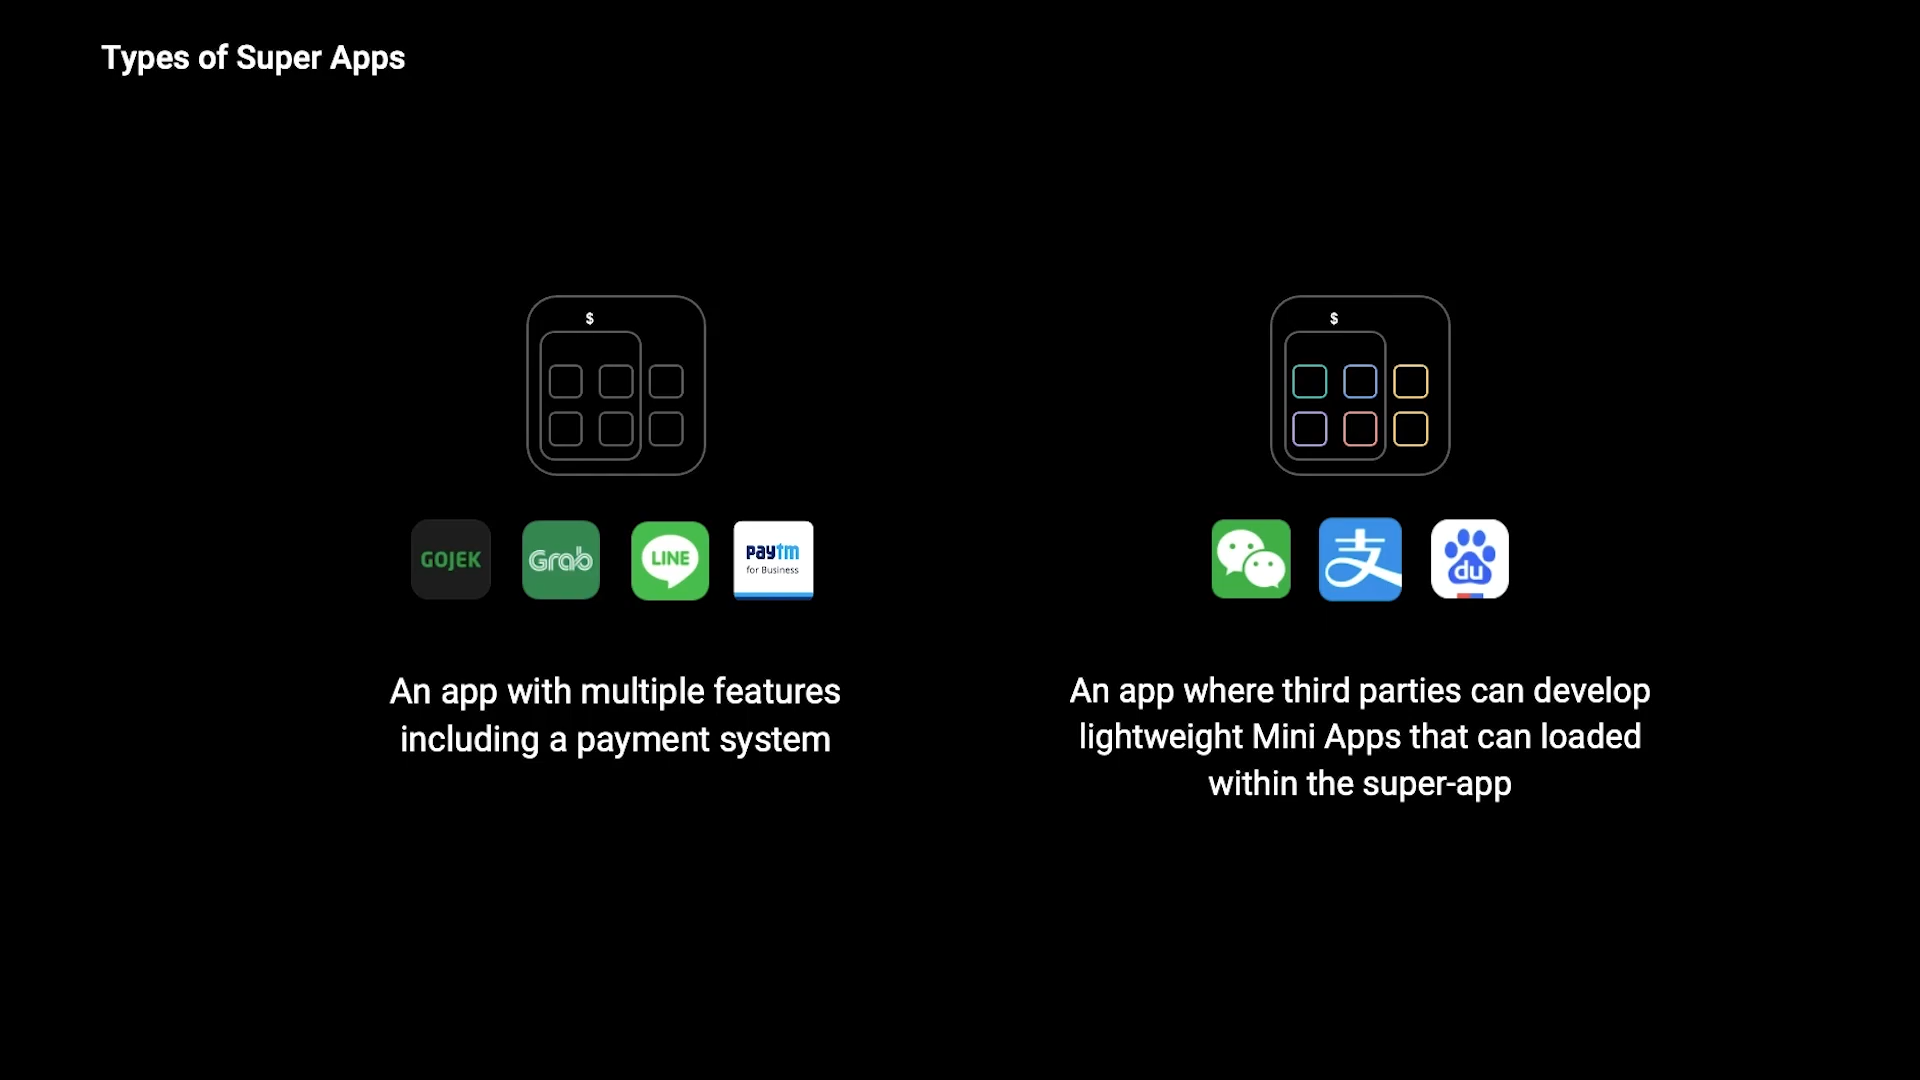 Types of Super Apps
$
$
GOJEK
Grab
LINE
paytm
for Business
支
du
An app with multiple features
including a payment system
An app where third parties can develop
lightweight Mini Apps that can loaded
within the super-app